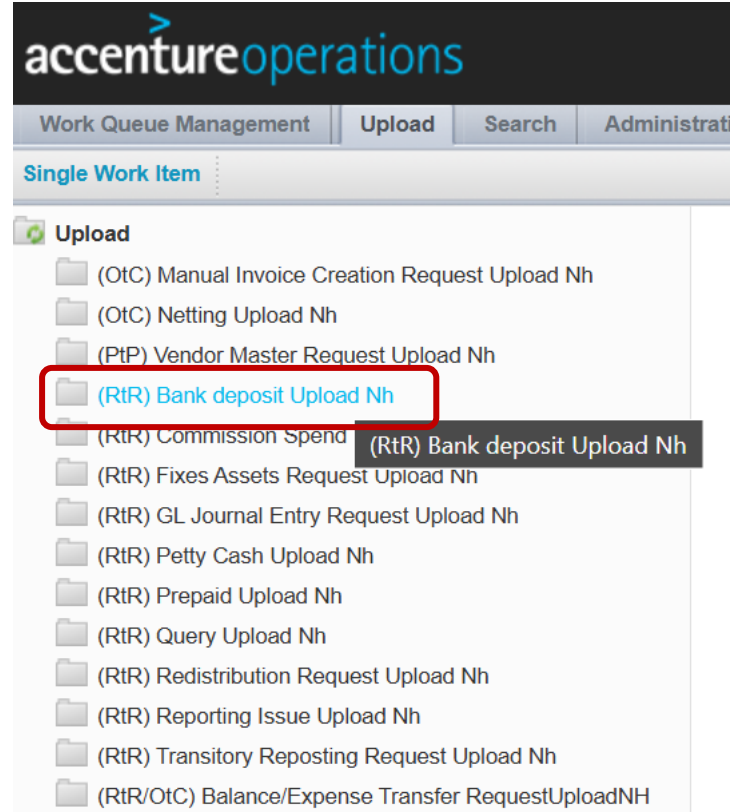 accentureoperations
Work Queue Management Upload Search Administrati
Single Work Item
Upload
(OtC) Manual Invoice Creation Request Upload Nh
(OtC) Netting Upload Nh
(PtP) Vendor Master Request Upload Nh
(RtR) Bank deposit Upload Nh
(RtR) Commission Spend
(RtR) Bank deposit Upload Nh
(RtR) Fixes Assets Request Upload Nh
(RtR) GL Journal Entry Request Upload Nh
(RtR) Petty Cash Upload Nh
(RtR) Prepaid Upload Nh
(RtR) Query Upload Nh
(RtR) Redistribution Request Upload Nh
(RtR) Reporting Issue Upload Nh
(RtR) Transitory Reposting Request Upload Nh
(RtR/OtC) Balance/Expense Transfer RequestUploadNH